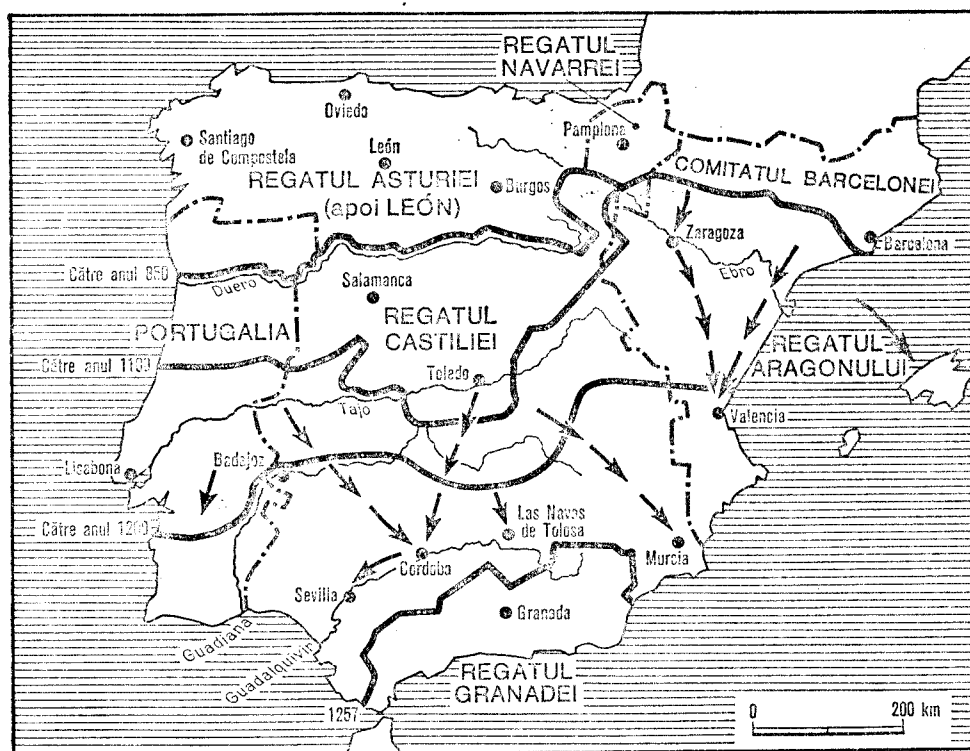 REGATUL
NAVARREI
Oviedo
Pamplona
Santiago
de Compostela
León
COMITATUL BARCELONEI
REGATUL ASTURIEI
(apoi LEÓN)
Burgos
Zaragoza
Barcelona
Către anul 850
Duero
Ebro
Salamanca
REGATUL
CASTILIEI
PORTUGALIA
REGATUL
ARAGONULUI
Către anul 1100
Toledo
Tajo
Valencia
Lisabona
Badajoz
Către anul 1200
Las Navas
de Tolosa
Cordoba
Murcia
Sevilla
Granada
Guadiana
Guadalquivir
REGATUL
GRANADEI
1257
0 200 km